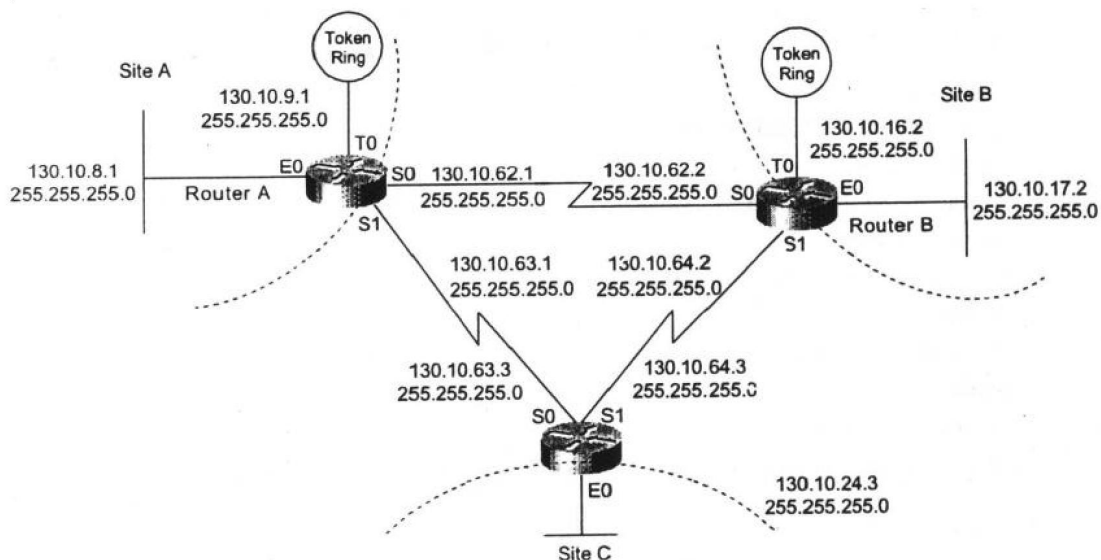 Token
Ring
Token
Ring
Site A
Site B
130.10.9.1
255.255.255.0
130.10.16.2
255.255.255.0
T0
T0
130.10.8.1
255.255.255.0
E0
Router A
S0
130.10.62.1
255.255.255.0
130.10.62.2
255.255.255.0
S0
E0
Router B
130.10.17.2
255.255.255.0
S1
S1
130.10.63.1
255.255.255.0
130.10.64.2
255.255.255.0
130.10.63.3
255.255.255.0
130.10.64.3
255.255.255.0
S0
S1
E0
130.10.24.3
255.255.255.0
Site C